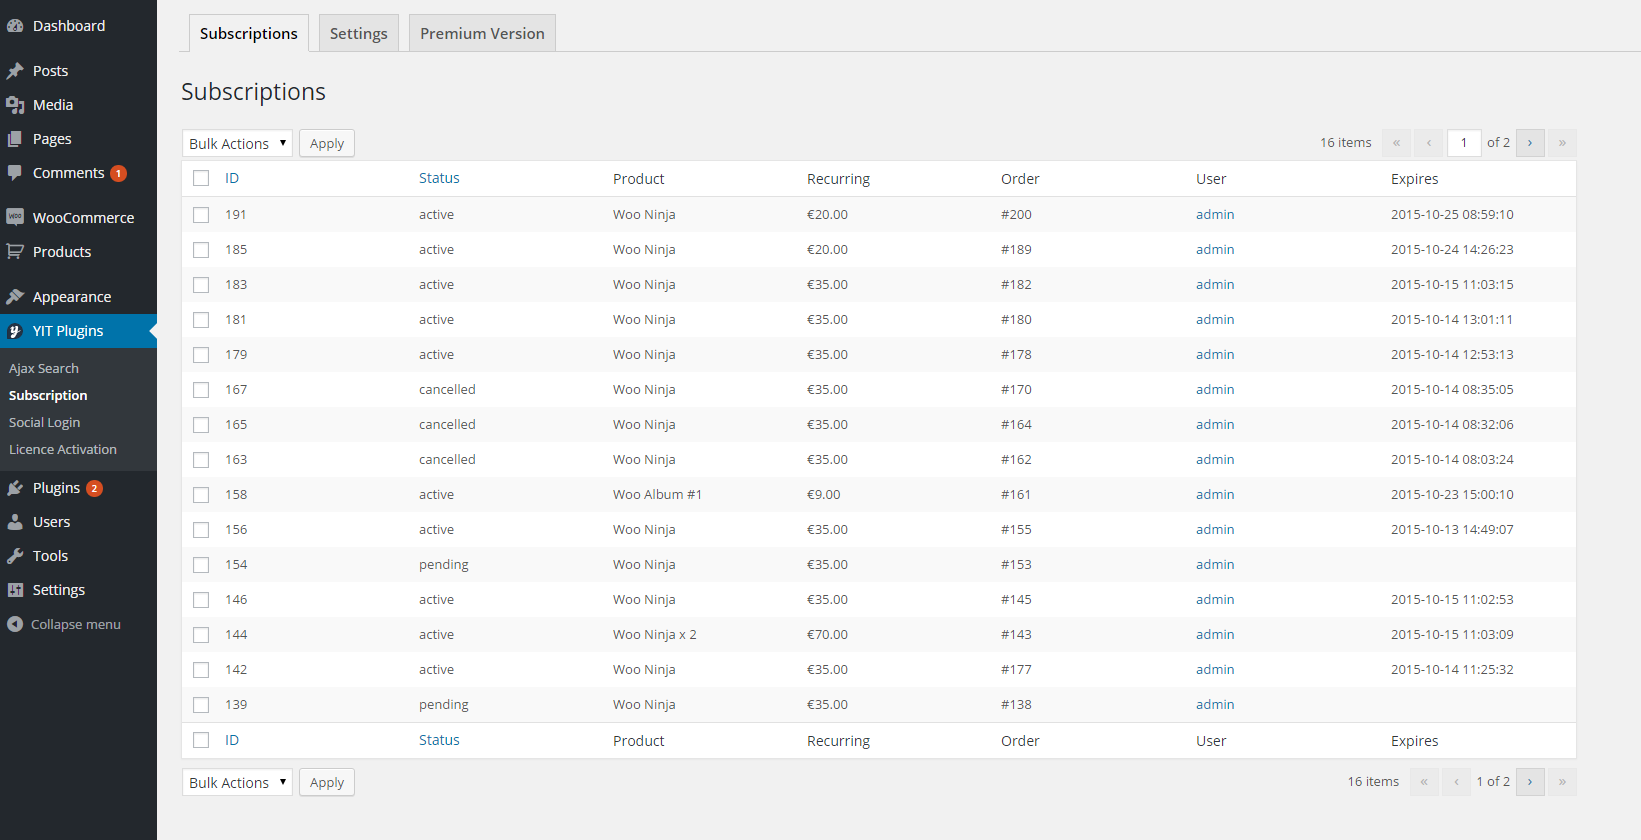 Dashboard
Posts
Media
Pages
Comments 1
WooCommerce
Products
Appearance
YIT Plugins
Ajax Search
Subscription
Social Login
Licence Activation
Plugins 2
Users
Tools
Settings
Collapse menu
Subscriptions Settings Premium Version
Subscriptions
Bulk Actions Apply 16 items « ‹ 1 of 2 › »
ID Status Product Recurring Order User Expires
191 active Woo Ninja €20.00 #200 admin 2015-10-25 08:59:10
185 active Woo Ninja €20.00 #189 admin 2015-10-24 14:26:23
183 active Woo Ninja €35.00 #182 admin 2015-10-15 11:03:15
181 active Woo Ninja €35.00 #180 admin 2015-10-14 13:01:11
179 active Woo Ninja €35.00 #178 admin 2015-10-14 12:53:13
167 cancelled Woo Ninja €35.00 #170 admin 2015-10-14 08:35:05
165 cancelled Woo Ninja €35.00 #164 admin 2015-10-14 08:32:06
163 cancelled Woo Ninja €35.00 #162 admin 2015-10-14 08:03:24
158 active Woo Album #1 €9.00 #161 admin 2015-10-23 15:00:10
156 active Woo Ninja €35.00 #155 admin 2015-10-13 14:49:07
154 pending Woo Ninja €35.00 #153 admin
146 active Woo Ninja €35.00 #145 admin 2015-10-15 11:02:53
144 active Woo Ninja x 2 €70.00 #143 admin 2015-10-15 11:03:09
142 active Woo Ninja €35.00 #177 admin 2015-10-14 11:25:32
139 pending Woo Ninja €35.00 #138 admin
ID Status Product Recurring Order User Expires
Bulk Actions Apply 16 items « ‹ 1 of 2 › »